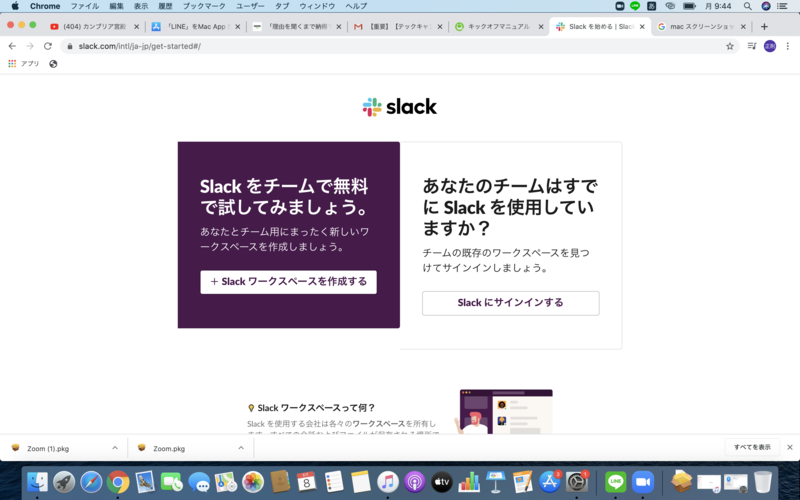 Chrome ファイル 編集 表示 履歴 ブックマーク ユーザー タブ ウィンドウ ヘルプ
月 9:44
(404) カンブリア宮殿
「LINE」をMac App
「理由を聞くまで納得
【重要】【テックキャン
キックオフマニュアル
Slack を始める | Slac
mac スクリーンショッ
slack.com/intl/ja-jp/get-started#/
正則
アプリ
slack
Slack をチームで無料
で試してみましょう。
あなたとチーム用にまったく新しいワ
ークスペースを作成しましょう。
+ Slack ワークスペースを作成する
あなたのチームはすで
に Slack を使用してい
ますか？
チームの既存のワークスペースを見つ
けてサインインしましょう。
Slack にサインインする
Slack ワークスペースって何？
Slack を使用する会社は各々のワークスペースを所有し
Zoom (1).pkg
Zoom.pkg
すべてを表示
8
tv
3
1
LINE